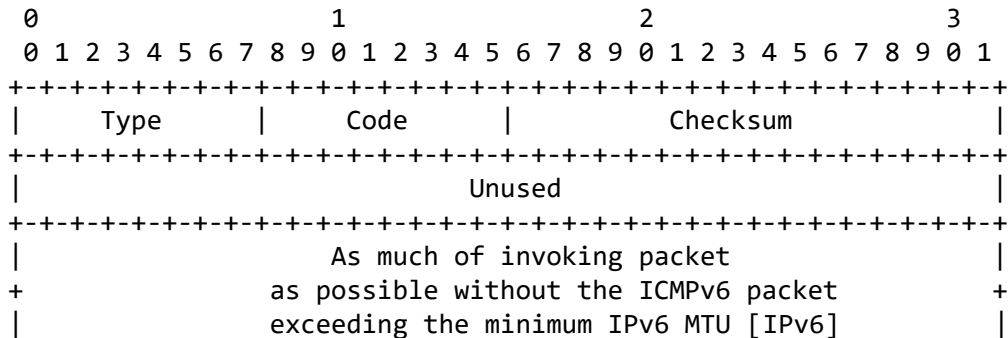 0                   1                   2                   3
 0 1 2 3 4 5 6 7 8 9 0 1 2 3 4 5 6 7 8 9 0 1 2 3 4 5 6 7 8 9 0 1
+-+-+-+-+-+-+-+-+-+-+-+-+-+-+-+-+-+-+-+-+-+-+-+-+-+-+-+-+-+-+-+-+
|     Type      |     Code      |          Checksum             |
+-+-+-+-+-+-+-+-+-+-+-+-+-+-+-+-+-+-+-+-+-+-+-+-+-+-+-+-+-+-+-+-+
|                             Unused                            |
+-+-+-+-+-+-+-+-+-+-+-+-+-+-+-+-+-+-+-+-+-+-+-+-+-+-+-+-+-+-+-+-+
|                    As much of invoking packet                 |
+                as possible without the ICMPv6 packet          +
|                exceeding the minimum IPv6 MTU [IPv6]          |